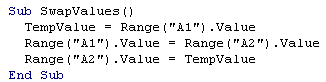 Sub SwapValues()
  TempValue = Range("A1").Value
  Range("A1").Value = Range("A2").Value
  Range("A2").Value = TempValue
End Sub